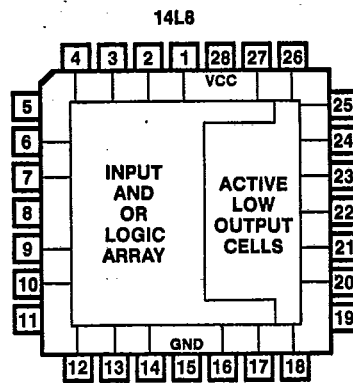 14L8
4 3 2 1 28 27 26
VCC
5
6
7
8
9
10
11
25
24
23
22
21
20
19
INPUT
AND
OR
LOGIC
ARRAY
ACTIVE
LOW
OUTPUT
CELLS
GND
12 13 14 15 16 17 18